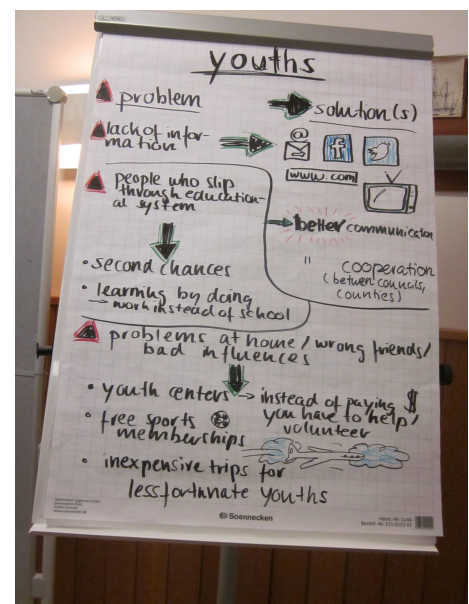 youths
problem
solution(s)
lack of infor-
mation
@
f
www.com
people who slip
through education-
al system
better communication
" cooperation
(between councils,
counties)
• second chances
• learning by doing
→ work instead of school
problems at home / wrong friends /
bad influences
• youth centers → instead of paying $
you have to help /
volunteer
• free sports
memberships
• inexpensive trips for
less fortunate youths
Soennecken